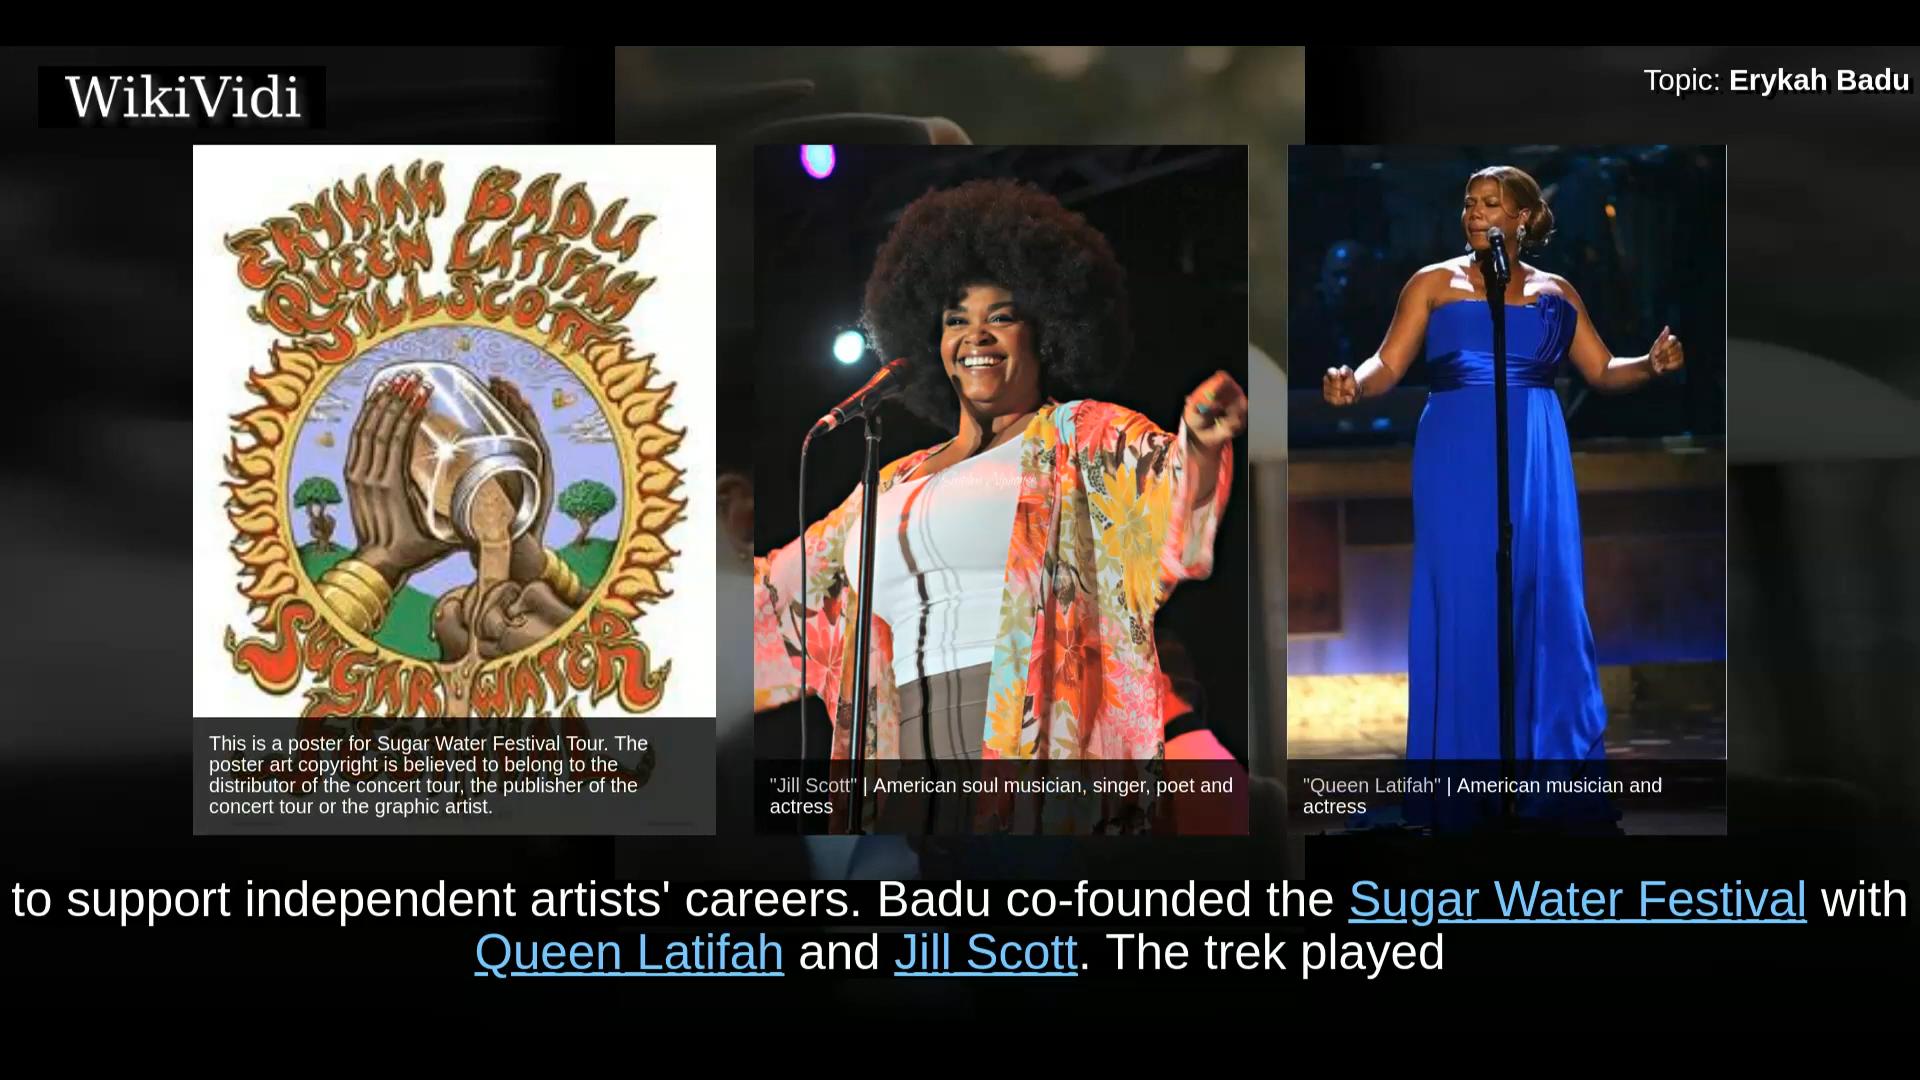 WikiVidi
Topic: Erykah Badu
ERYKAH BADU
QUEEN LATIFAH
JILL SCOTT
SUGAR WATER
This is a poster for Sugar Water Festival Tour. The
poster art copyright is believed to belong to the
distributor of the concert tour, the publisher of the
concert tour or the graphic artist.
"Jill Scott" | American soul musician, singer, poet and
actress
"Queen Latifah" | American musician and
actress
to support independent artists' careers. Badu co-founded the Sugar Water Festival with
Queen Latifah and Jill Scott. The trek played